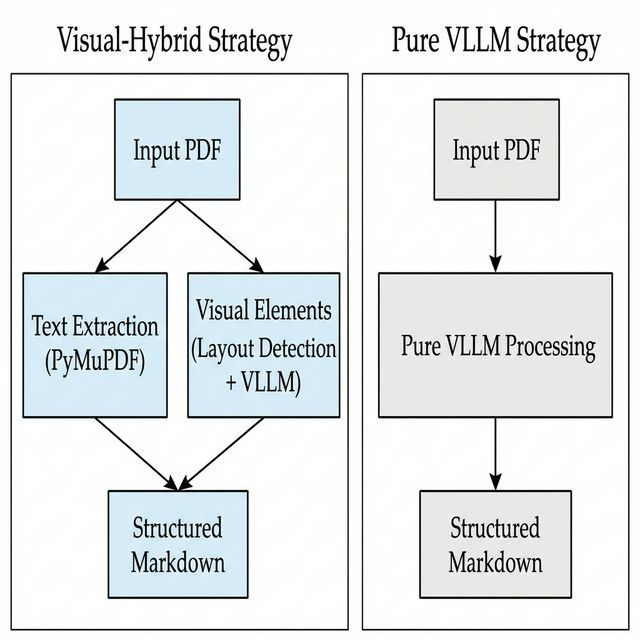 Visual-Hybrid Strategy
Input PDF
Text Extraction
(PyMuPDF)
Visual Elements
(Layout Detection
+ VLLM)
Structured
Markdown
Pure VLLM Strategy
Input PDF
Pure VLLM Processing
Structured
Markdown